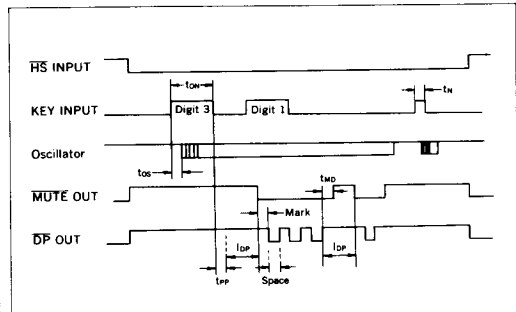 HS INPUT
tON
tN
KEY INPUT
Digit 3
Digit 1
Oscillator
tOS
tMD
MUTE OUT
Mark
DP OUT
IDP
IDP
tPP
Space